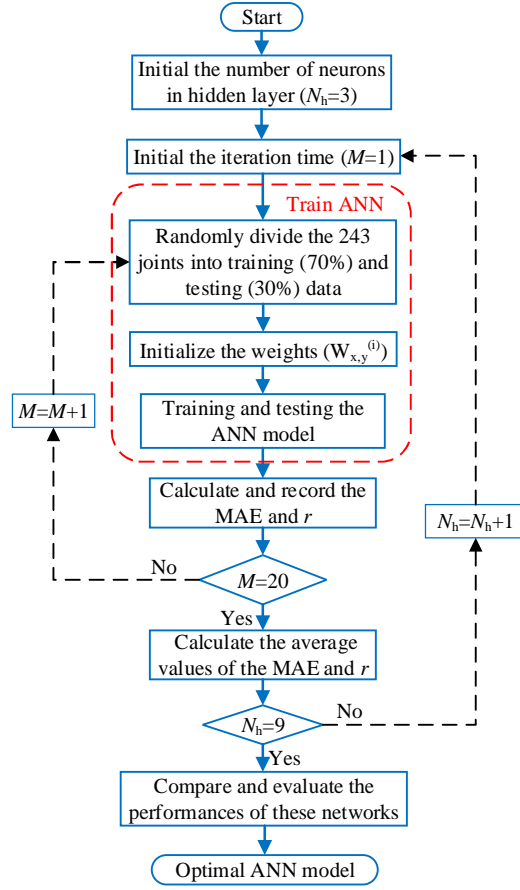 Start
Initial the number of neurons
in hidden layer (Nₕ=3)
Initial the iteration time (M=1)
Train ANN
Randomly divide the 243
joints into training (70%) and
testing (30%) data
Initialize the weights (Wx,y⁽ⁱ⁾)
Training and testing the
ANN model
M=M+1
Calculate and record the
MAE and r
Nₕ=Nₕ+1
No
M=20
Yes
Calculate the average
values of the MAE and r
Nₕ=9
No
Yes
Compare and evaluate the
performances of these networks
Optimal ANN model